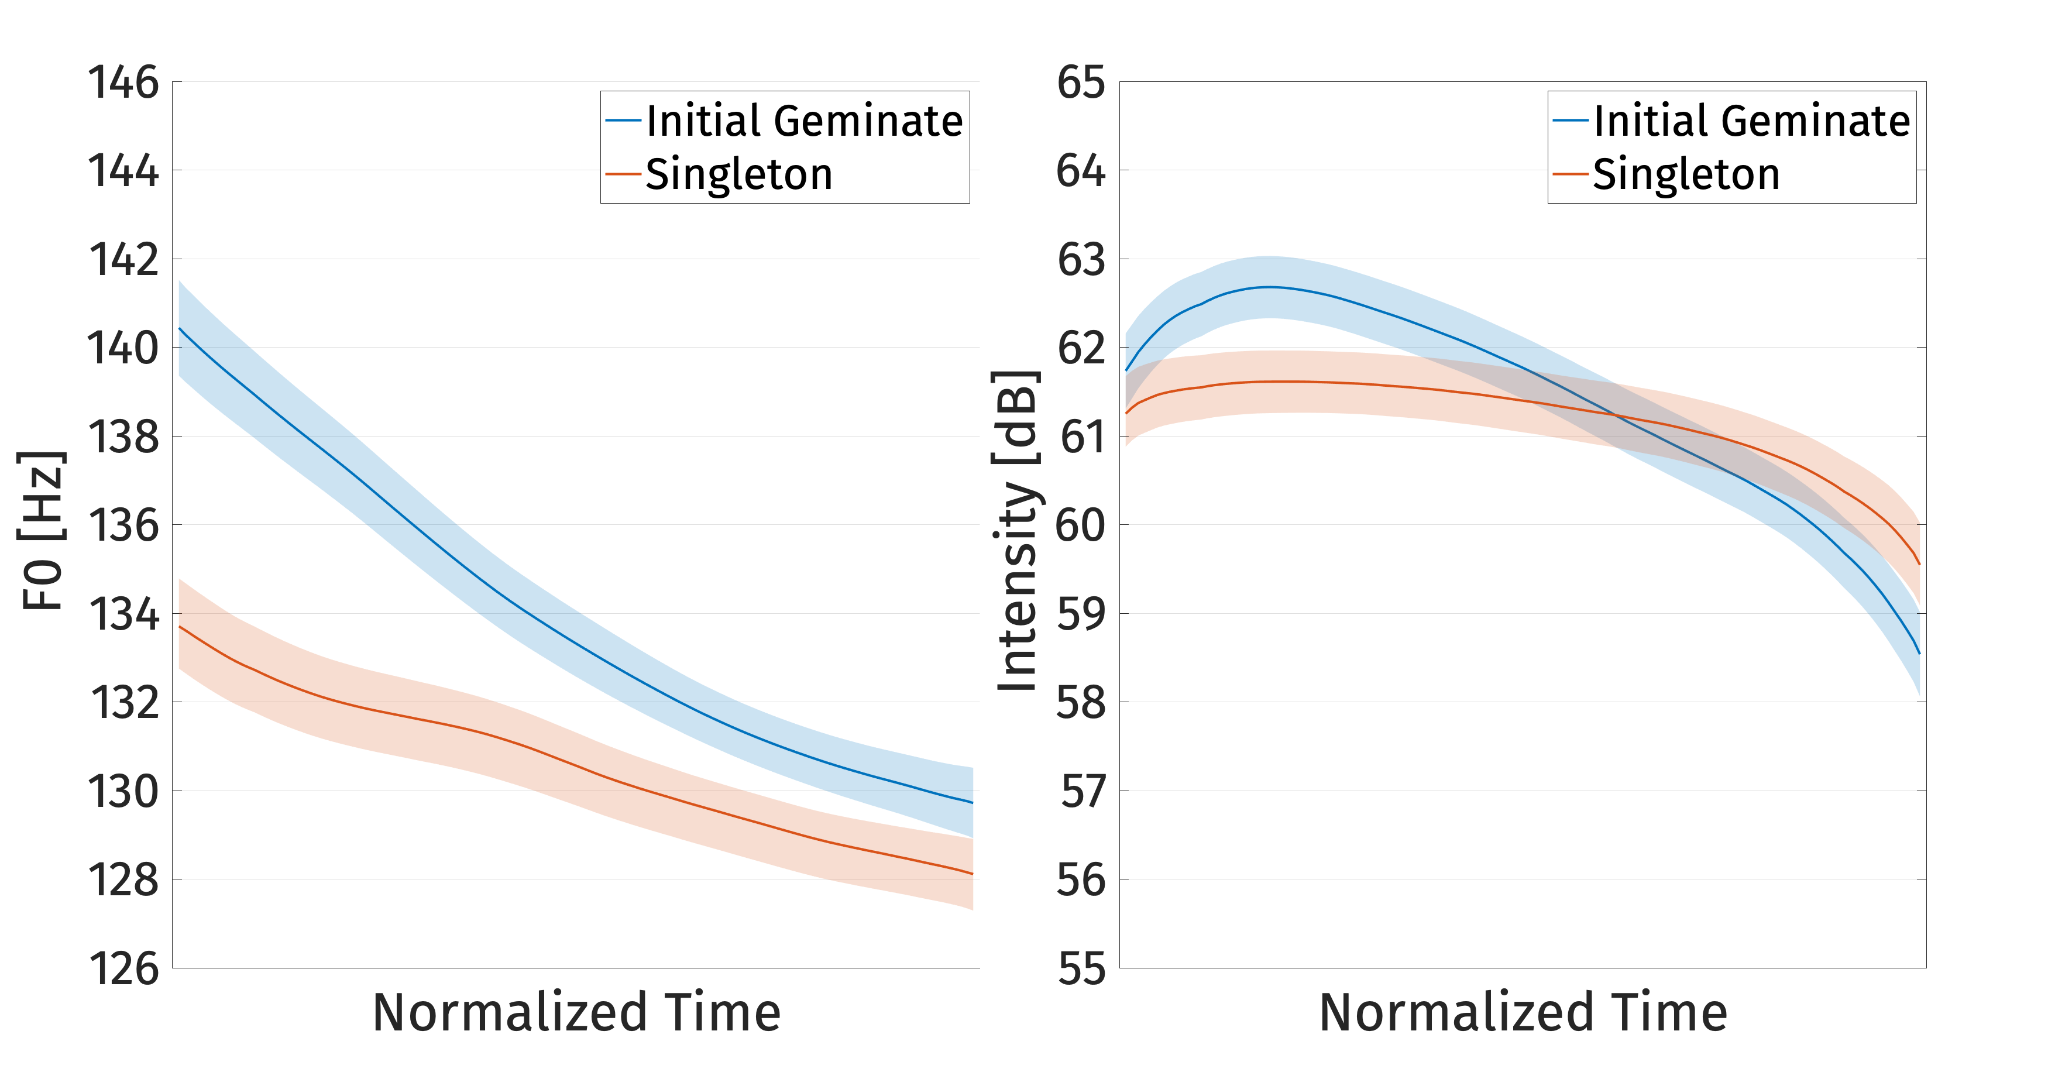 146
144
142
140
138
136
134
132
130
128
126
F0 [Hz]
Normalized Time
Initial Geminate
Singleton
65
64
63
62
61
60
59
58
57
56
55
Intensity [dB]
Normalized Time
Initial Geminate
Singleton